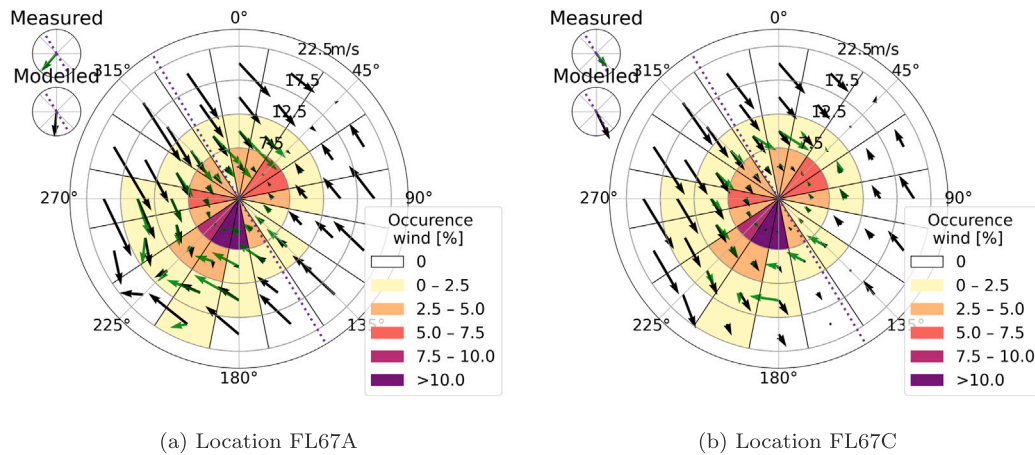 Measured
Modelled
0°
22.5m/s
45°
17.5
12.5
7.5
315°
270°
90°
225°
180°
135°
Occurence
wind [%]
0
0 – 2.5
2.5 – 5.0
5.0 – 7.5
7.5 – 10.0
>10.0
(a) Location FL67A
Measured
Modelled
0°
22.5m/s
45°
17.5
12.5
315°
270°
90°
225°
180°
135°
Occurence
wind [%]
0
0 – 2.5
2.5 – 5.0
5.0 – 7.5
7.5 – 10.0
>10.0
(b) Location FL67C